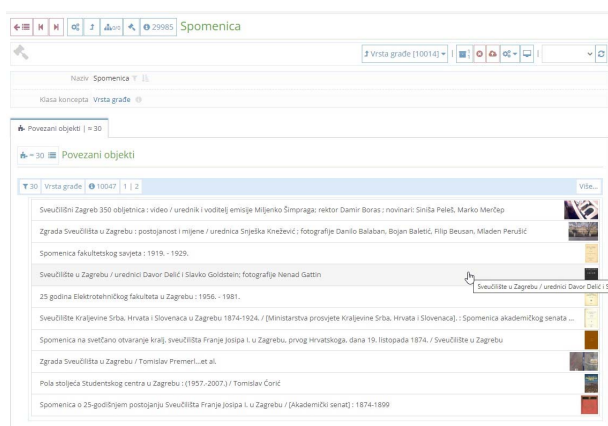 0/0 29985 Spomenica
Vrsta građe [10014]
Naziv Spomenica
Klasa koncepta Vrsta građe
Povezani objekti | = 30
= 30 Povezani objekti
30 Vrsta građe 10047 1 | 2 Više...
Sveučilišni Zagreb 350 obljetnica : video / urednik i voditelj emisije Miljenko Šimpraga; rektor Damir Boras ; novinari: Siniša Peleš, Marko Merčep
Zgrada Sveučilišta u Zagrebu : postojanost i mijene / urednica Snješka Knežević ; fotografije Danilo Balaban, Bojan Baletić, Filip Beusan, Mladen Perušić
Spomenica fakultetskog savjeta : 1919. - 1929.
Sveučilište u Zagrebu / urednici Davor Delić i Slavko Goldstein; fotografije Nenad Gattin
Sveučilište u Zagrebu / urednici Davor Delić i S
25 godina Elektrotehničkog fakulteta u Zagrebu : 1956. - 1981.
Sveučilište Kraljevine Srba, Hrvata i Slovenaca u Zagrebu 1874-1924. / [Ministarstva prosvjete Kraljevine Srba, Hrvata i Slovenaca]. : Spomenica akademičkog senata ...
Spomenica na svetčano otvaranje kralj. sveučilišta Franje Josipa I. u Zagrebu, prvog Hrvatskoga, dana 19. listopada 1874. / Sveučilište u Zagrebu
Zgrada Sveučilišta u Zagrebu / Tomislav Premerl...et al.
Pola stoljeća Studentskog centra u Zagrebu : (1957.-2007.) / Tomislav Ćorić
Spomenica o 25-godišnjem postojanju Sveučilišta Franje Josipa I. u Zagrebu / [Akademički senat] : 1874-1899